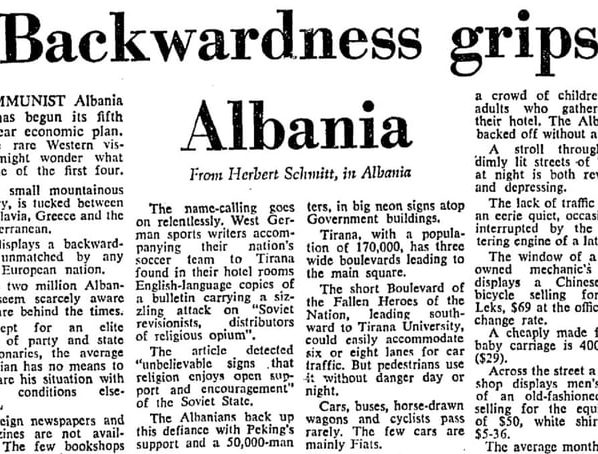 Backwardness grips
Albania
From Herbert Schmitt, in Albania
MMUNIST Albania
has begun its fifth
ear economic plan.
rare Western vis-
might wonder what
e of the first four.
small mountainous
ry, is tucked between
lavia, Greece and the
erranean.
displays a backward-
unmatched by any
European nation.
two million Alban-
seem scarcely aware
are behind the times.
ept for an elite
of party and state
onaries, the average
ian has no means to
are his situation with
conditions else-
eign newspapers and
zines are not avail-
The few bookshops
The name-calling goes
on relentlessly. West Ger-
man sports writers accom-
panying their nation's
soccer team to Tirana
found in their hotel rooms
English-language copies of
a bulletin carrying a siz-
zling attack on "Soviet
revisionists, distributors
of religious opium".
The article detected
"unbelievable signs that
religion enjoys open sup-
port and encouragement"
of the Soviet State.
The Albanians back up
this defiance with Peking's
support and a 50,000-man
ters, in big neon signs atop
Government buildings.
Tirana, with a popula-
tion of 170,000, has three
wide boulevards leading to
the main square.
The short Boulevard of
the Fallen Heroes of the
Nation, leading south-
ward to Tirana University,
could easily accommodate
six or eight lanes for car
traffic. But pedestrians use
it without danger day or
night.
Cars, buses, horse-drawn
wagons and cyclists pass
rarely. The few cars are
mainly Fiats.
a crowd of childre
adults who gather
their hotel. The Alb
backed off without a
A stroll through
dimly lit streets of
at night is both rev
and depressing.
The lack of traffic
an eerie quiet, occasi
interrupted by the
tering engine of a lat
The window of a
owned mechanic's
displays a Chinese
bicycle selling for
Leks, $69 at the offic
change rate.
A cheaply made f
baby carriage is 400
($29).
Across the street a
shop displays men's
of an old-fashioned
selling for the equ
of $50, white shir
$5-36.
The average month